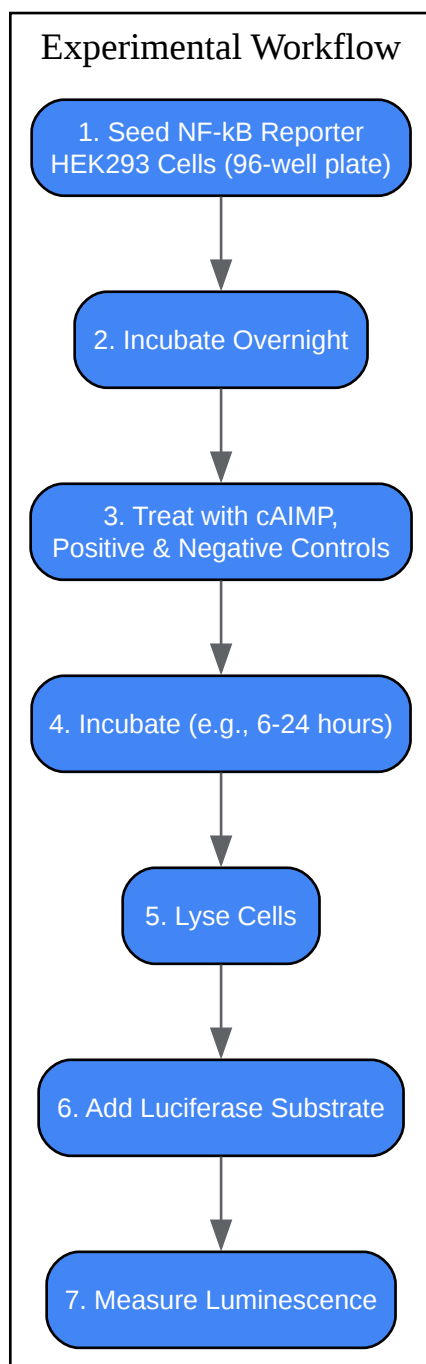 Experimental Workflow
1. Seed NF-kB Reporter
HEK293 Cells (96-well plate)
2. Incubate Overnight
3. Treat with cAIMP,
Positive & Negative Controls
4. Incubate (e.g., 6-24 hours)
5. Lyse Cells
6. Add Luciferase Substrate
7. Measure Luminescence